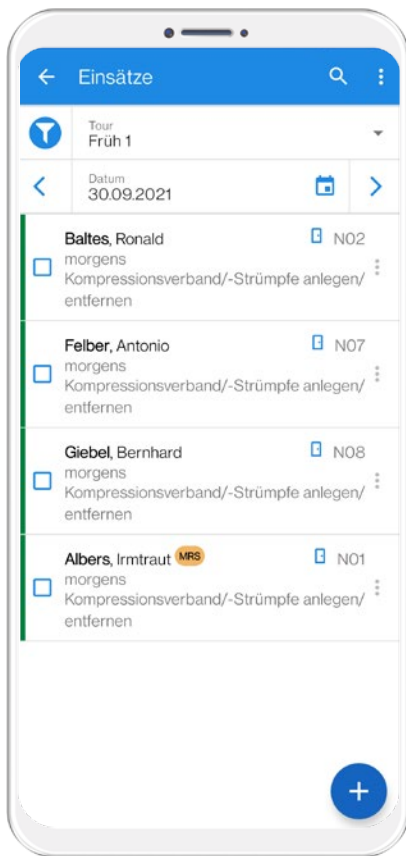 Einsätze
Tour
Früh 1
Datum
30.09.2021
Baltes, Ronald N02
morgens
Kompressionsverband/-Strümpfe anlegen/
entfernen
Felber, Antonio N07
morgens
Kompressionsverband/-Strümpfe anlegen/
entfernen
Giebel, Bernhard N08
morgens
Kompressionsverband/-Strümpfe anlegen/
entfernen
Albers, Irmtraut MRS N01
morgens
Kompressionsverband/-Strümpfe anlegen/
entfernen